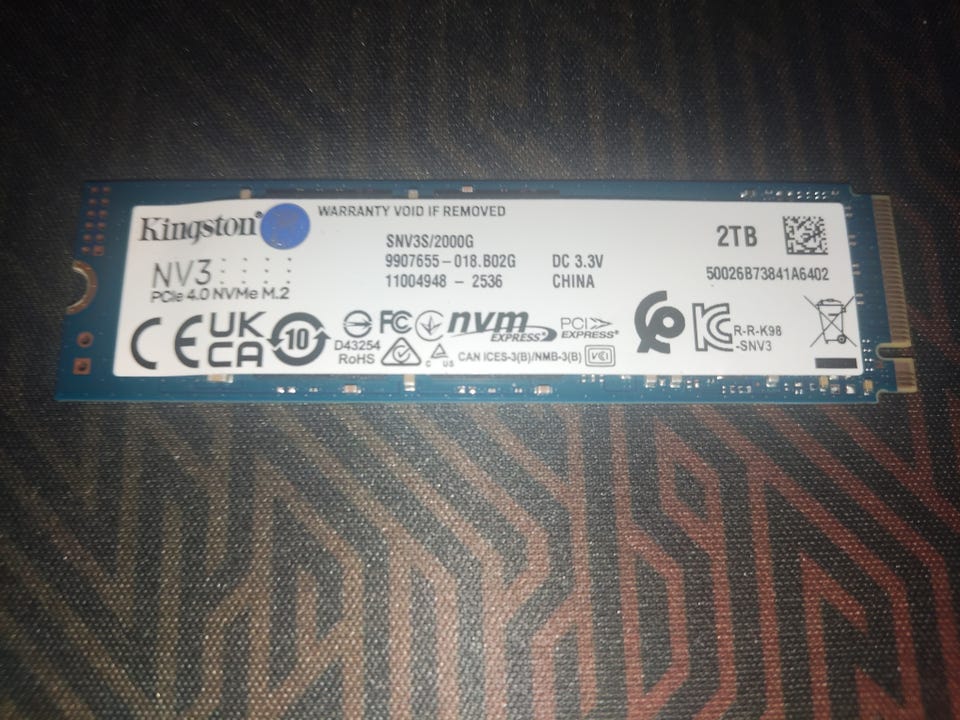 Kingston®
WARRANTY VOID IF REMOVED
NV3
PCIe 4.0 NVMe M.2
SNV3S/2000G
9907655-018.B02G
11004948 - 2536
DC 3.3V
CHINA
2TB
50026B73841A6402
CE
UK
CA
10
D43254
RoHS
FC
C US
nvm
EXPRESS
PCI
EXPRESS®
CAN ICES-3(B)/NMB-3(B)
VCI
R-R-K98
-SNV3